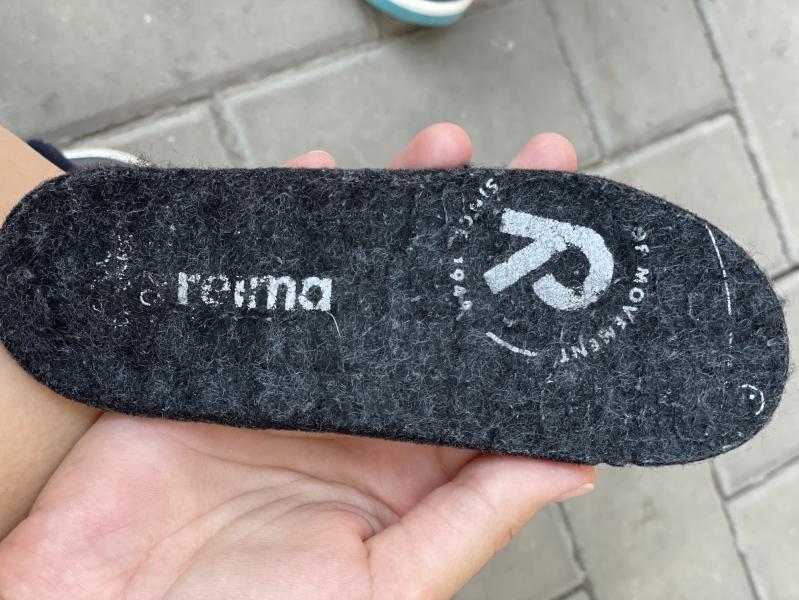 reima
R
SINCE 1944
OF MOVEMENT